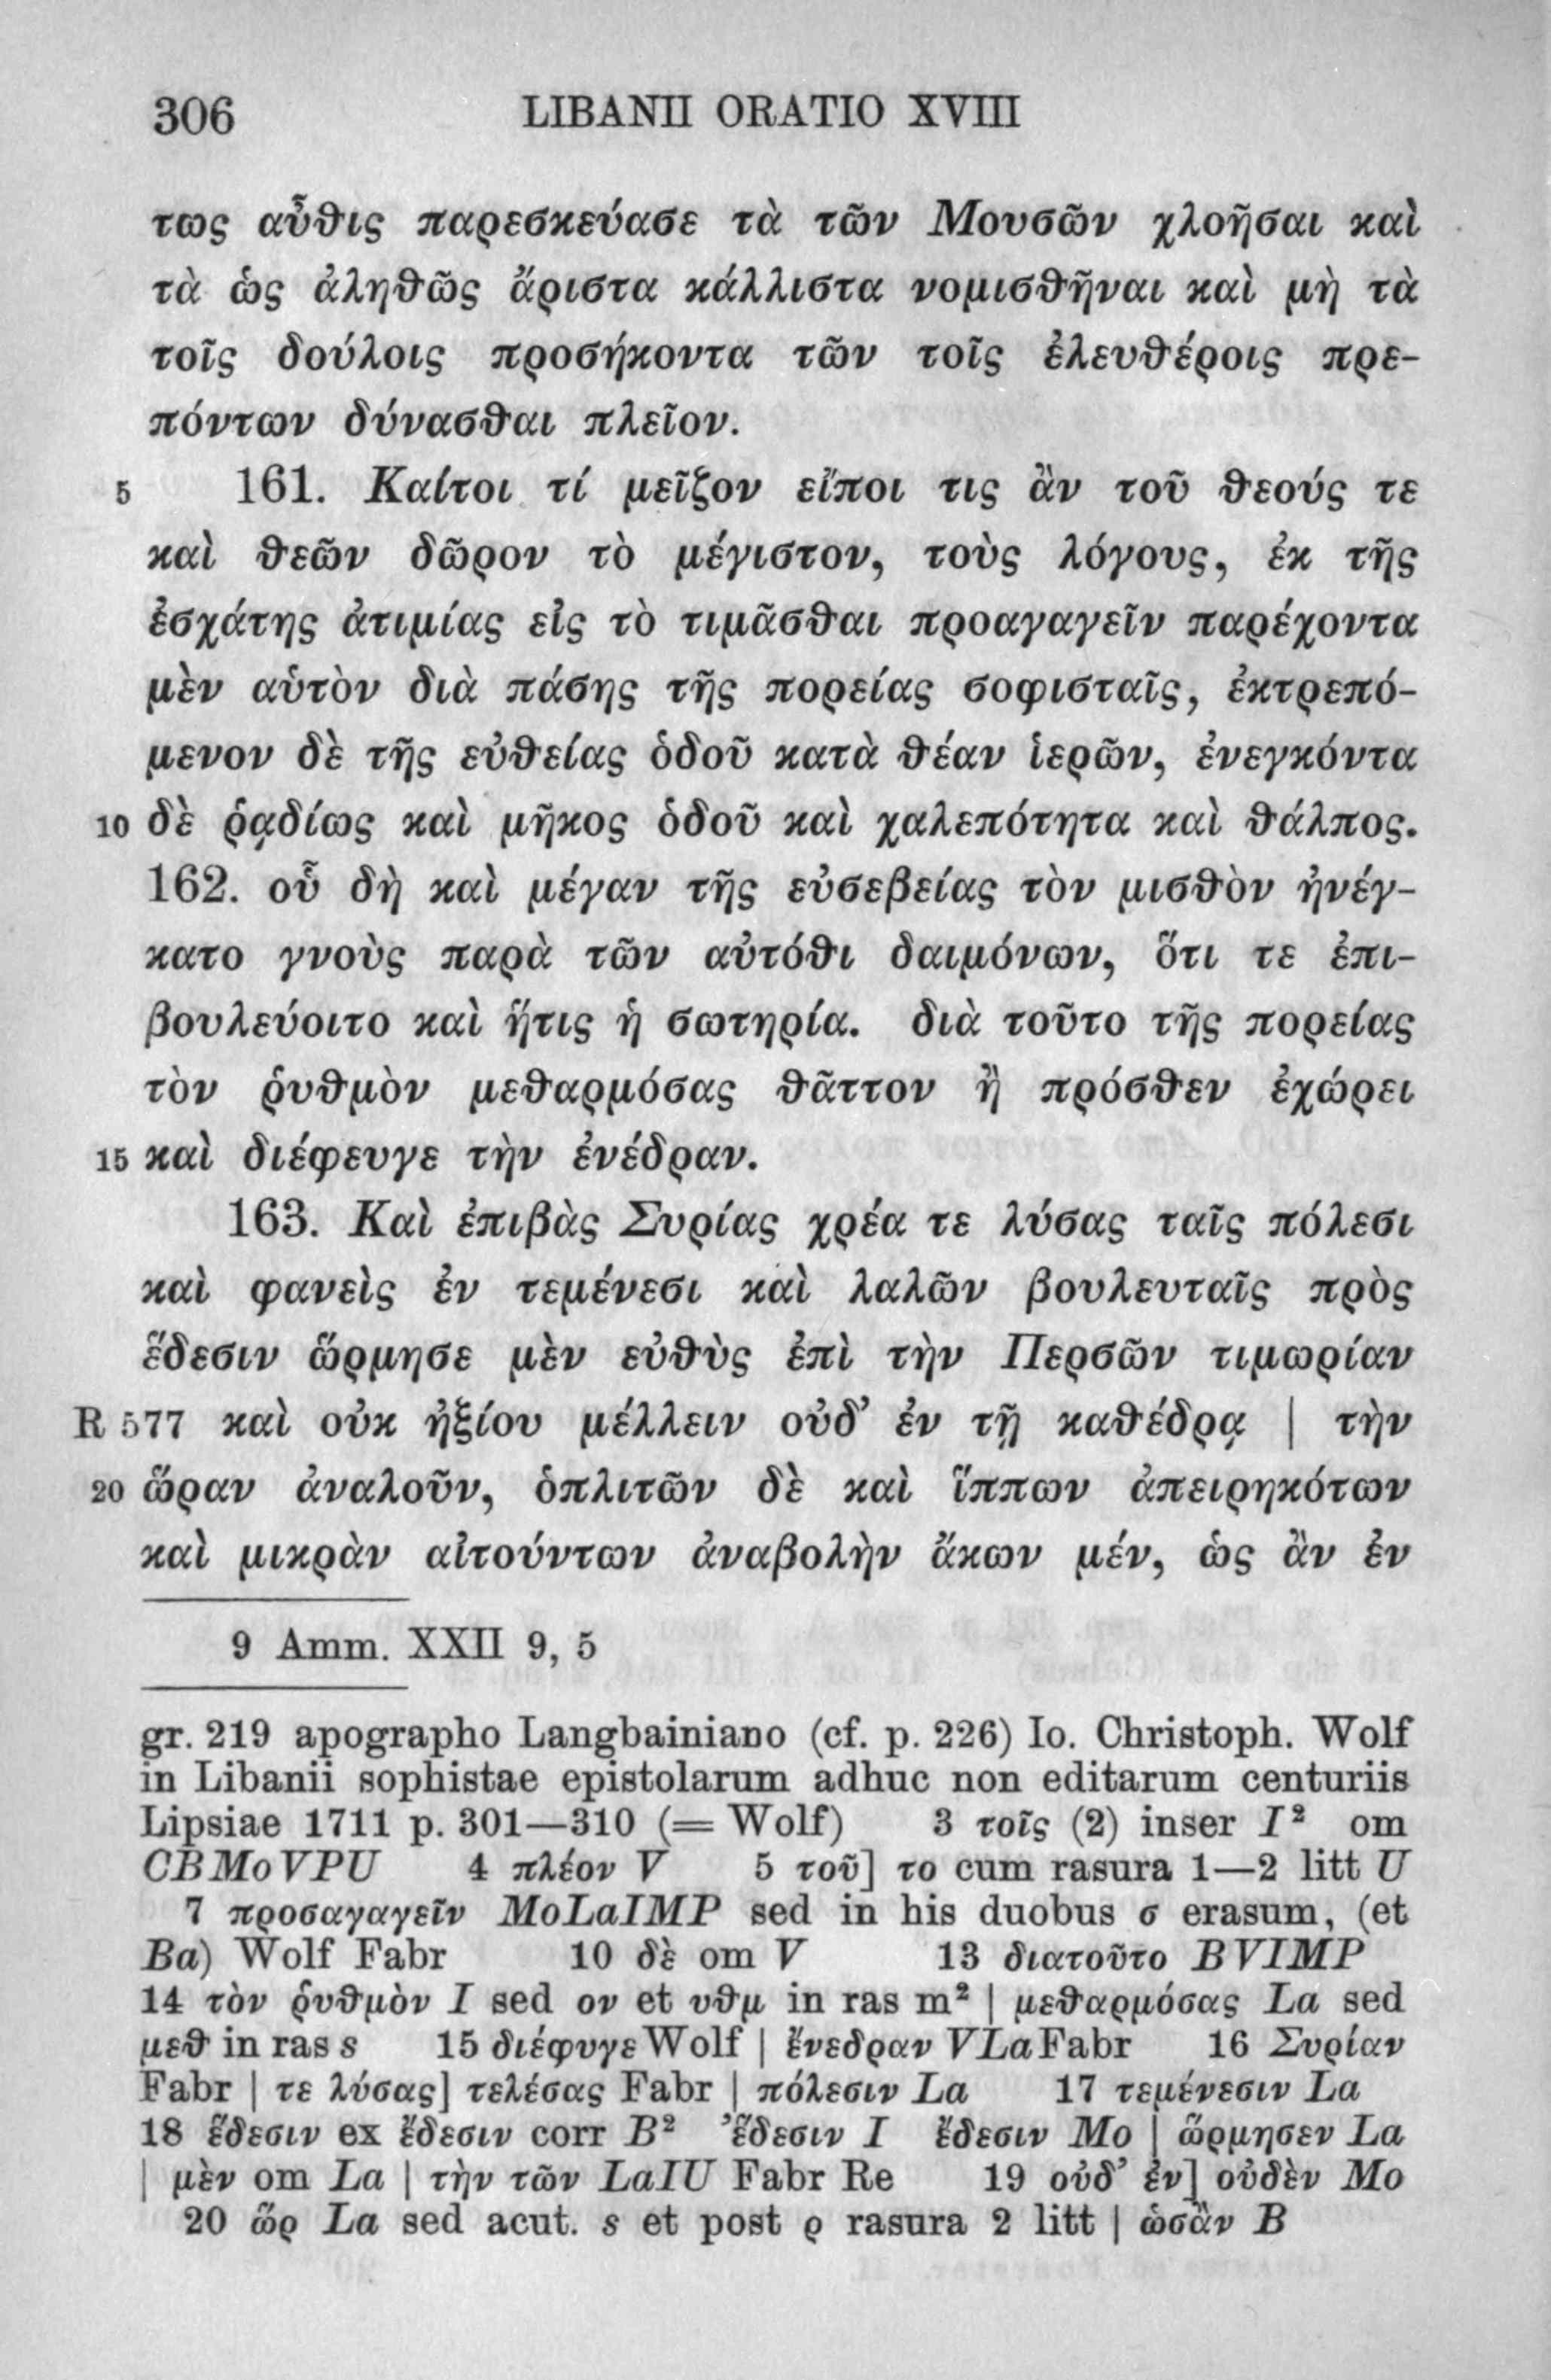 306 LIBANII ORATIO XVIII
τως αὖθις παρεσκεύασε τὰ τῶν Μουσῶν χλοῆσαι καὶ
τὰ ὡς ἀληθῶς ἄριστα κάλλιστα νομισθῆναι καὶ μὴ τὰ
τοῖς δούλοις προσήκοντα τῶν τοῖς ἐλευθέροις πρε-
πόντων δύνασθαι πλεῖον.
5 161. Καίτοι τί μεῖζον εἴποι τις ἂν τοῦ θεούς τε
καὶ θεῶν δῶρον τὸ μέγιστον, τοὺς λόγους, ἐκ τῆς
ἐσχάτης ἀτιμίας εἰς τὸ τιμᾶσθαι προαγαγεῖν παρέχοντα
μὲν αὑτὸν διὰ πάσης τῆς πορείας σοφισταῖς, ἐκτρεπό-
μενον δὲ τῆς εὐθείας ὁδοῦ κατὰ θέαν ἱερῶν, ἐνεγκόντα
10 δὲ ῥᾳδίως καὶ μῆκος ὁδοῦ καὶ χαλεπότητα καὶ θάλπος.
162. οὗ δὴ καὶ μέγαν τῆς εὐσεβείας τὸν μισθὸν ἠνέγ-
κατο γνοὺς παρὰ τῶν αὐτόθι δαιμόνων, ὅτι τε ἐπι-
βουλεύοιτο καὶ ἥτις ἡ σωτηρία. διὰ τοῦτο τῆς πορείας
τὸν ῥυθμὸν μεθαρμόσας θᾶττον ἢ πρόσθεν ἐχώρει
15 καὶ διέφευγε τὴν ἐνέδραν.
163. Καὶ ἐπιβὰς Συρίας χρέα τε λύσας ταῖς πόλεσι
καὶ φανεὶς ἐν τεμένεσι καὶ λαλῶν βουλευταῖς πρὸς
ἕδεσιν ὥρμησε μὲν εὐθὺς ἐπὶ τὴν Περσῶν τιμωρίαν
R 577 καὶ οὐκ ἠξίου μέλλειν οὐδ’ ἐν τῇ καθέδρᾳ | τὴν
20 ὥραν ἀναλοῦν, ὁπλιτῶν δὲ καὶ ἵππων ἀπειρηκότων
καὶ μικρὰν αἰτούντων ἀναβολὴν ἄκων μέν, ὡς ἂν ἐν
9 Amm. XXII 9, 5
gr. 219 apographo Langbainiano (cf. p. 226) Io. Christoph. Wolf
in Libanii sophistae epistolarum adhuc non editarum centuriis
Lipsiae 1711 p. 301—310 (= Wolf) 3 τοῖς (2) inser I² om
CBMoVPU 4 πλέον V 5 τοῦ] το cum rasura 1—2 litt U
7 προσαγαγεῖν MoLaIMP sed in his duobus σ erasum, (et
Ba) Wolf Fabr 10 δὲ om V 13 διατοῦτο BVIMP
14 τὸν ῥυθμὸν I sed ον et υθμ in ras m² | μεθαρμόσας La sed
μεθ in ras s 15 διέφυγε Wolf | ἔνεδραν VLa Fabr 16 Συρίαν
Fabr | τε λύσας] τελέσας Fabr | πόλεσιν La 17 τεμένεσιν La
18 ἕδεσιν ex ἔδεσιν corr B² ’ἕδεσιν I ἔδεσιν Mo | ὥρμησεν La
| μὲν om La | τὴν τῶν LaIU Fabr Re 19 οὐδ’ ἐν] οὐδὲν Mo
20 ὥρ La sed acut. s et post ρ rasura 2 litt | ὡσἂν B